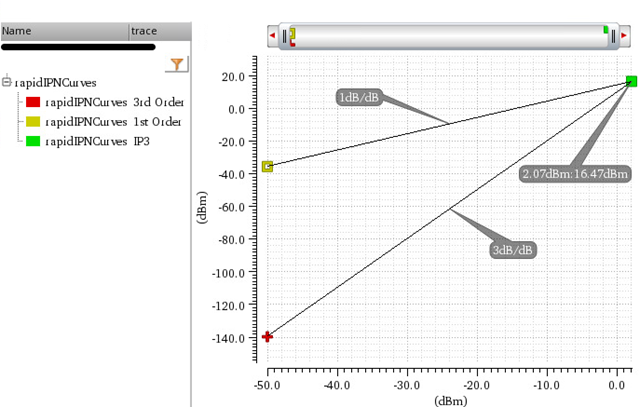 Name trace
rapidIPNCurves
rapidIPNCurves 3rd Order
rapidIPNCurves 1st Order
rapidIPNCurves IP3
20.0
0.0
-20.0
-40.0
-60.0
-80.0
-100.0
-120.0
-140.0
(dBm)
1dB/dB
2.07dBm:16.47dBm
3dB/dB
-50.0 -40.0 -30.0 -20.0 -10.0 0.0
(dBm)